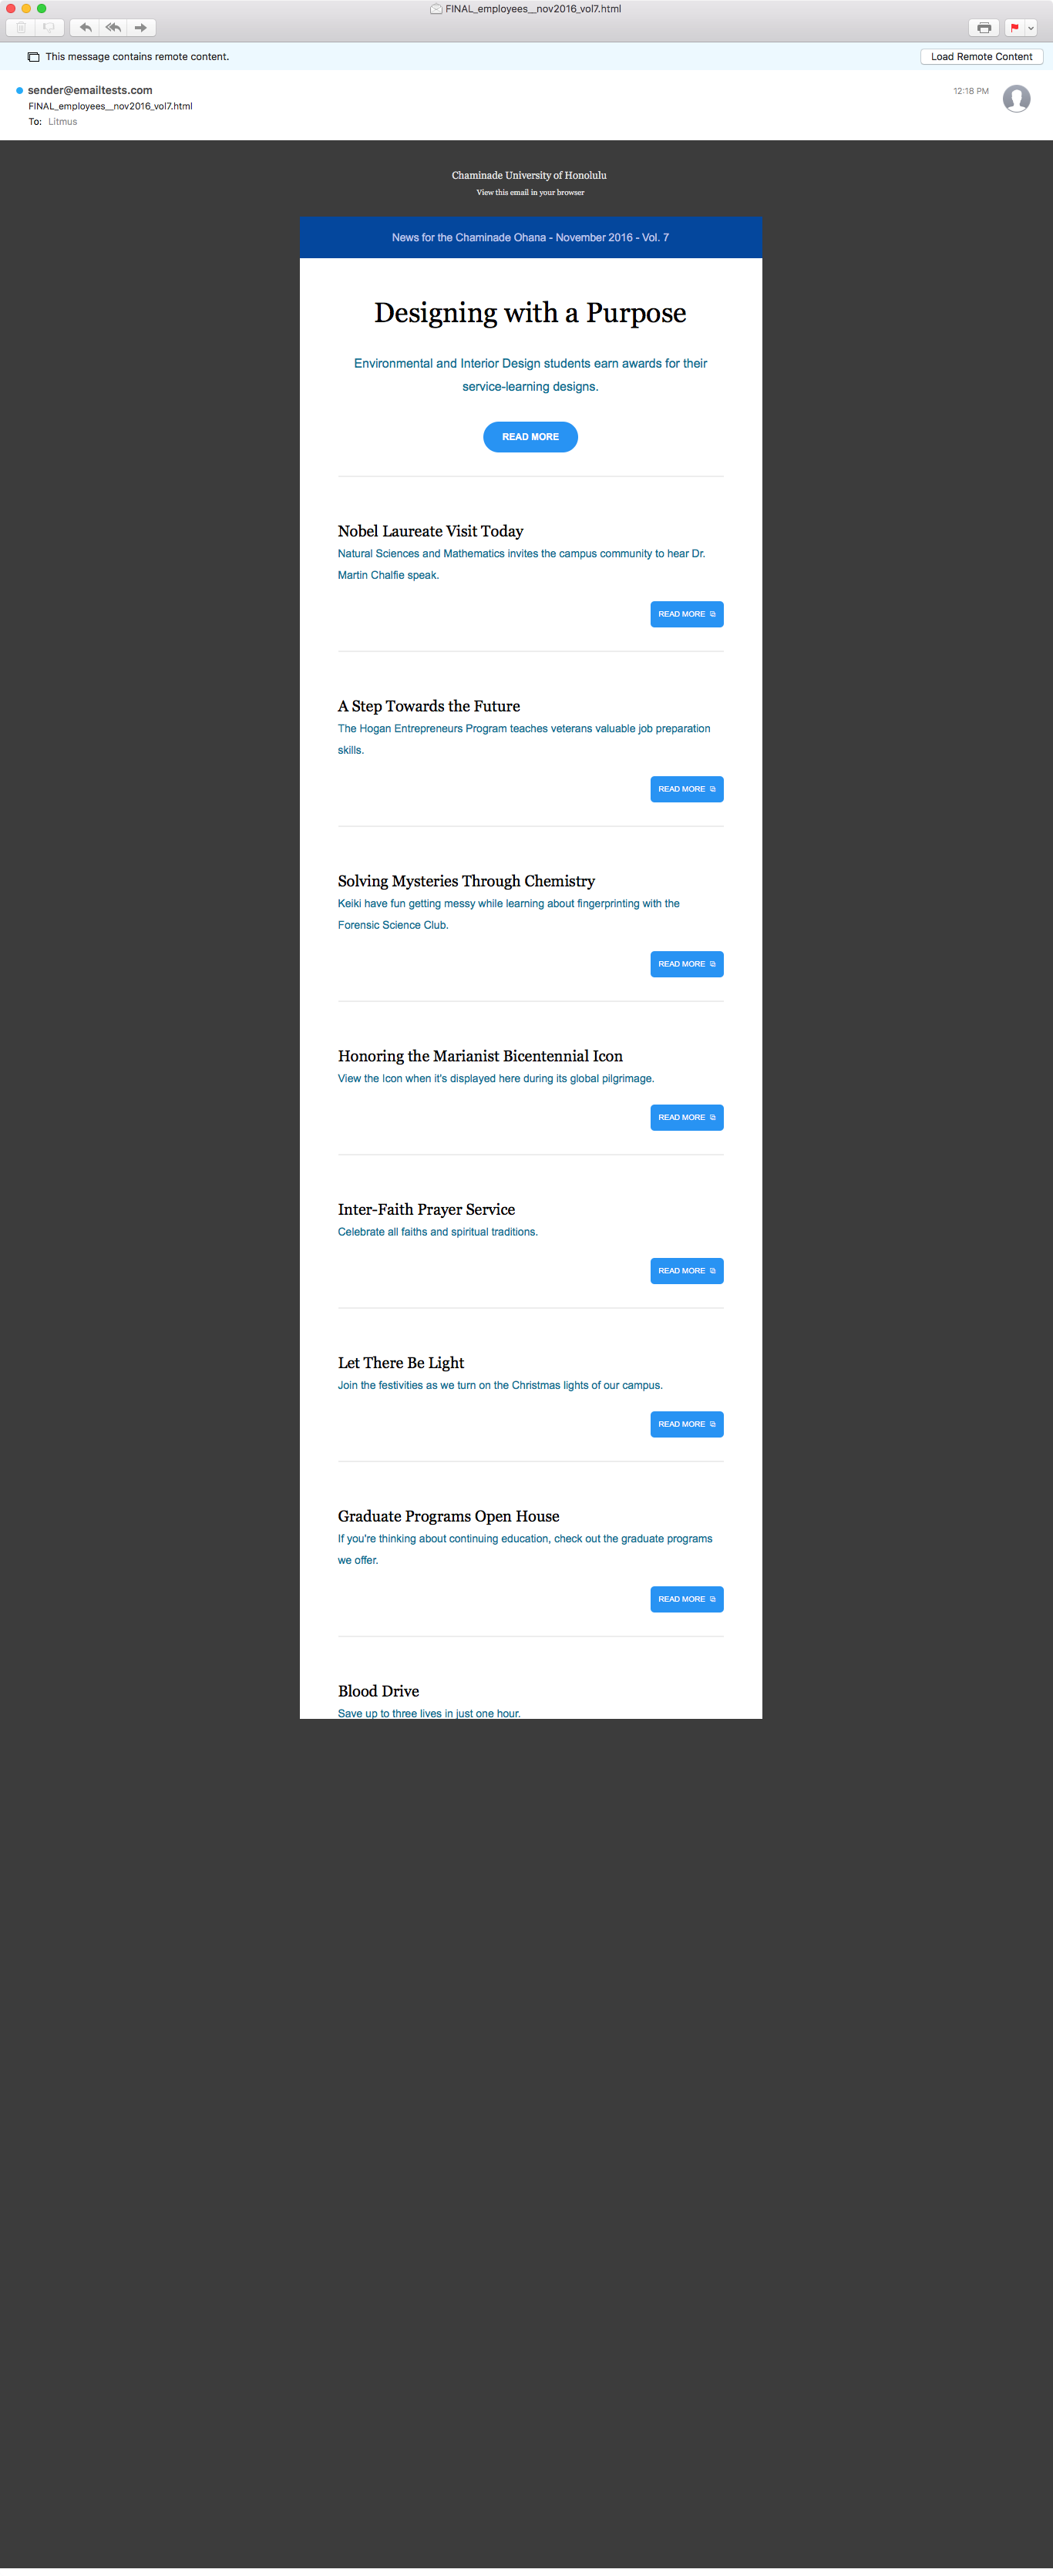 FINAL_employees__nov2016_vol7.html
This message contains remote content.
Load Remote Content
sender@emailtests.com
12:18 PM
FINAL_employees__nov2016_vol7.html
To: Litmus
Chaminade University of Honolulu
View this email in your browser
News for the Chaminade Ohana - November 2016 - Vol. 7
Designing with a Purpose
Environmental and Interior Design students earn awards for their
service-learning designs.
READ MORE
Nobel Laureate Visit Today
Natural Sciences and Mathematics invites the campus community to hear Dr.
Martin Chalfie speak.
READ MORE
A Step Towards the Future
The Hogan Entrepreneurs Program teaches veterans valuable job preparation
skills.
READ MORE
Solving Mysteries Through Chemistry
Keiki have fun getting messy while learning about fingerprinting with the
Forensic Science Club.
READ MORE
Honoring the Marianist Bicentennial Icon
View the Icon when it's displayed here during its global pilgrimage.
READ MORE
Inter-Faith Prayer Service
Celebrate all faiths and spiritual traditions.
READ MORE
Let There Be Light
Join the festivities as we turn on the Christmas lights of our campus.
READ MORE
Graduate Programs Open House
If you're thinking about continuing education, check out the graduate programs
we offer.
READ MORE
Blood Drive
Save up to three lives in just one hour.